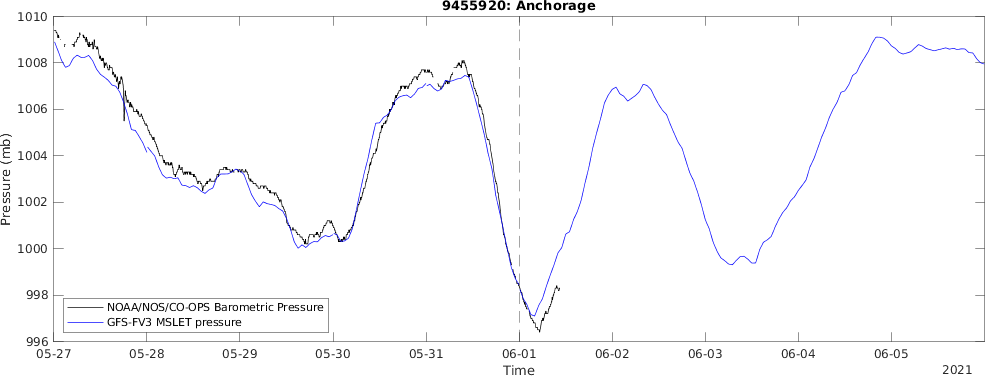 9455920: Anchorage
Pressure (mb)
1010
1008
1006
1004
1002
1000
998
996
NOAA/NOS/CO-OPS Barometric Pressure
GFS-FV3 MSLET pressure
05-27 05-28 05-29 05-30 05-31 06-01 06-02 06-03 06-04 06-05
Time
2021